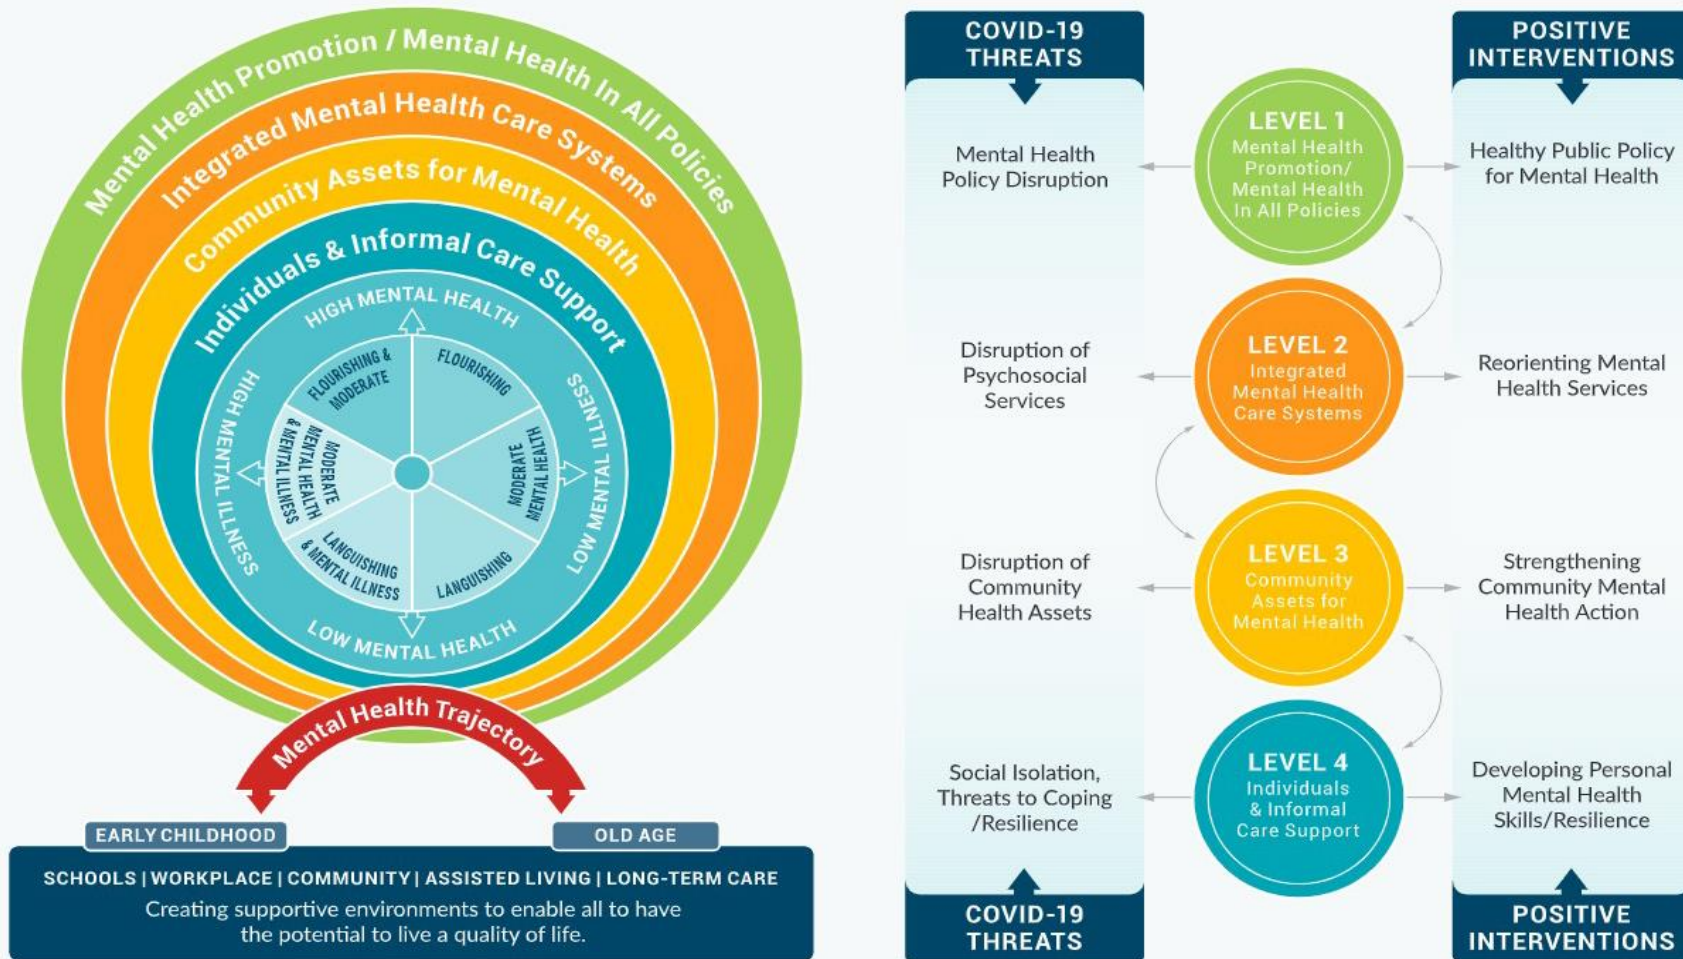 Mental Health Promotion / Mental Health In All Policies
Integrated Mental Health Care Systems
Community Assets for Mental Health
Individuals & Informal Care Support
HIGH MENTAL HEALTH
HIGH MENTAL ILLNESS
LOW MENTAL ILLNESS
LOW MENTAL HEALTH
FLOURISHING &
MODERATE
FLOURISHING
MODERATE
MENTAL HEALTH
& MENTAL ILLNESS
MODERATE
MENTAL HEALTH
LANGUISHING
& MENTAL ILLNESS
LANGUISHING
Mental Health Trajectory
EARLY CHILDHOOD
OLD AGE
SCHOOLS | WORKPLACE | COMMUNITY | ASSISTED LIVING | LONG-TERM CARE
Creating supportive environments to enable all to have
the potential to live a quality of life.
COVID-19
THREATS
POSITIVE
INTERVENTIONS
Mental Health
Policy Disruption
LEVEL 1
Mental Health
Promotion/
Mental Health
In All Policies
Healthy Public Policy
for Mental Health
Disruption of
Psychosocial
Services
LEVEL 2
Integrated
Mental Health
Care Systems
Reorienting Mental
Health Services
Disruption of
Community
Health Assets
LEVEL 3
Community
Assets for
Mental Health
Strengthening
Community Mental
Health Action
Social Isolation,
Threats to Coping
/Resilience
LEVEL 4
Individuals
& Informal
Care Support
Developing Personal
Mental Health
Skills/Resilience
COVID-19
THREATS
POSITIVE
INTERVENTIONS